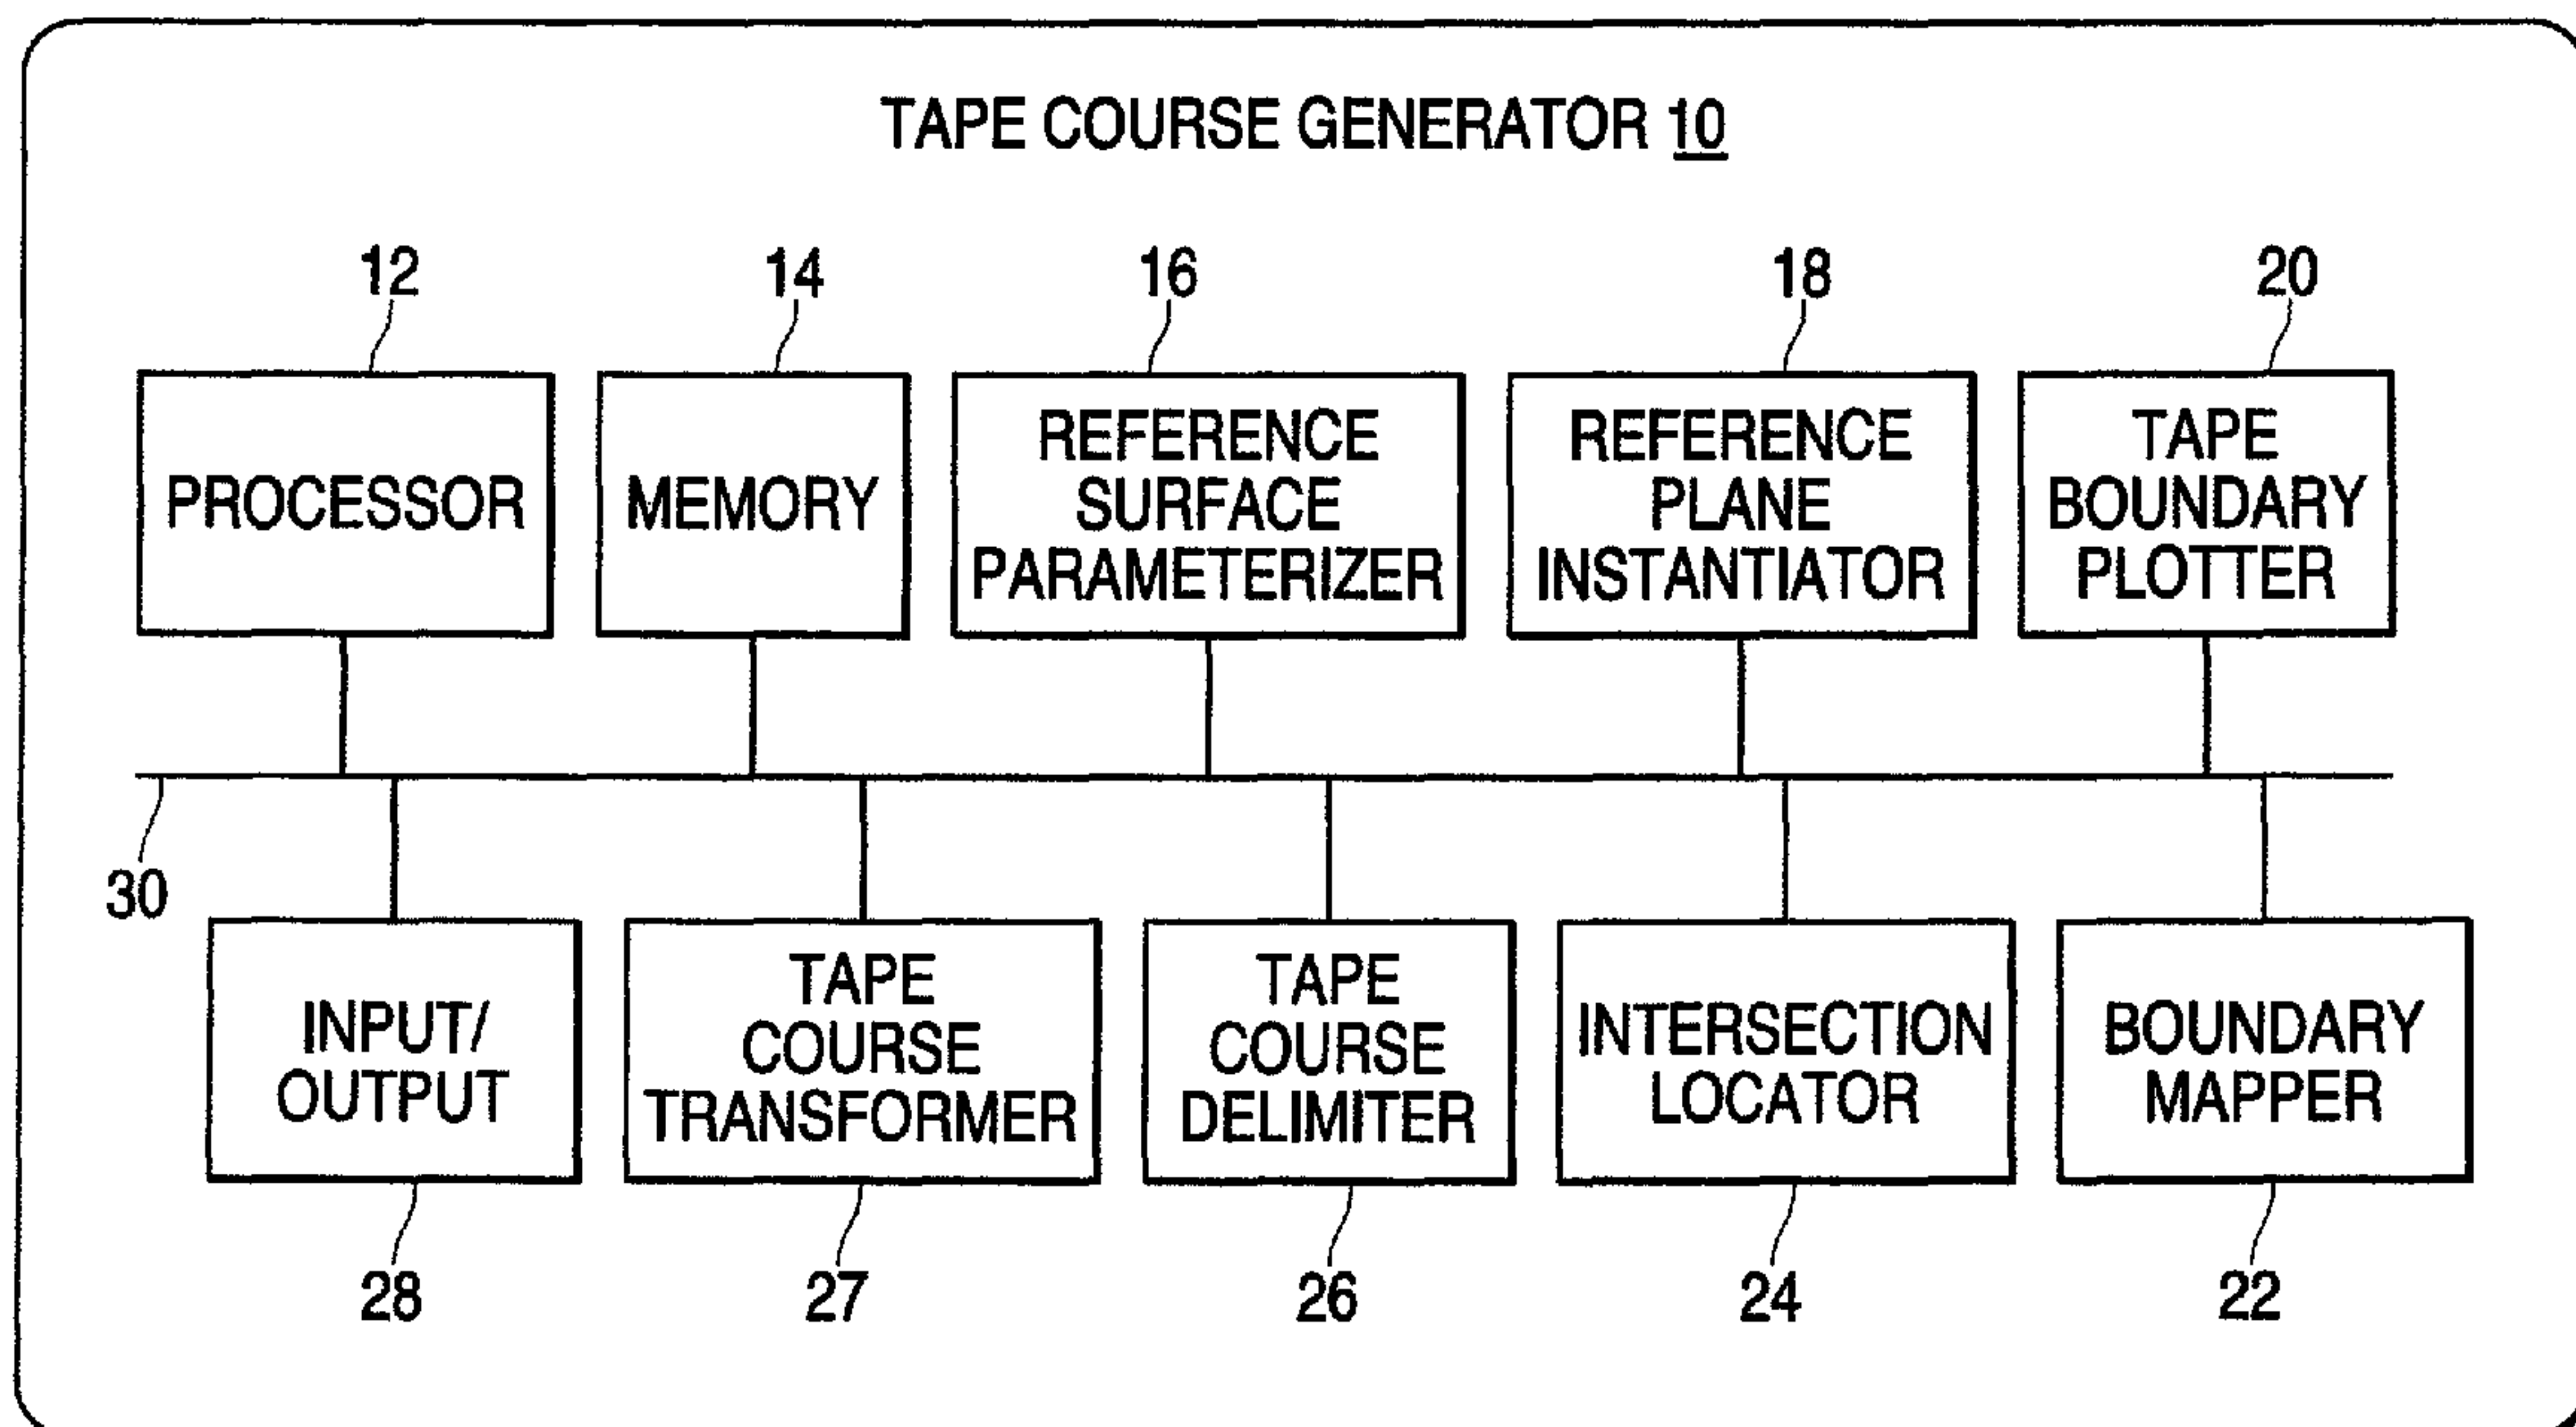 TAPE COURSE GENERATOR 10
12
14
16
18
20
PROCESSOR
MEMORY
REFERENCE
SURFACE
PARAMETERIZER
REFERENCE
PLANE
INSTANTIATOR
TAPE
BOUNDARY
PLOTTER
30
INPUT/
OUTPUT
TAPE
COURSE
TRANSFORMER
TAPE
COURSE
DELIMITER
INTERSECTION
LOCATOR
BOUNDARY
MAPPER
28
27
26
24
22